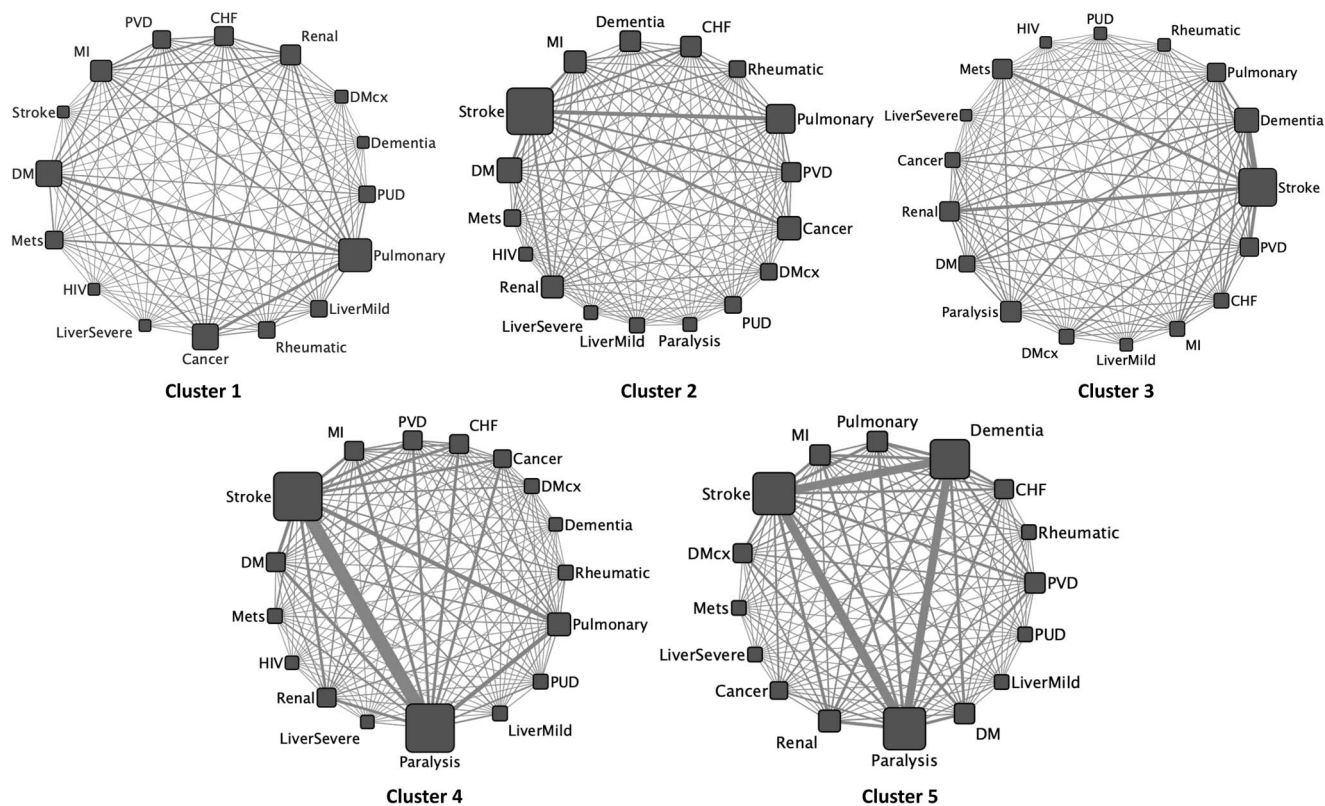 PVD
CHF
Renal
MI
DMcx
Stroke
Dementia
DM
PUD
Mets
Pulmonary
HIV
LiverMild
LiverSevere
Rheumatic
Cancer
Cluster 1
Dementia
CHF
MI
Rheumatic
Stroke
Pulmonary
DM
PVD
Mets
Cancer
HIV
DMcx
Renal
PUD
LiverSevere
LiverMild
Paralysis
Cluster 2
PUD
HIV
Rheumatic
Mets
Pulmonary
LiverSevere
Dementia
Cancer
Stroke
Renal
PVD
DM
CHF
Paralysis
MI
DMcx
LiverMild
Cluster 3
PVD
CHF
MI
Cancer
Stroke
DMcx
Dementia
DM
Rheumatic
Mets
Pulmonary
HIV
PUD
Renal
LiverMild
LiverSevere
Paralysis
Cluster 4
Pulmonary
Dementia
MI
CHF
Stroke
Rheumatic
DMcx
PVD
Mets
PUD
LiverSevere
LiverMild
Cancer
DM
Renal
Paralysis
Cluster 5